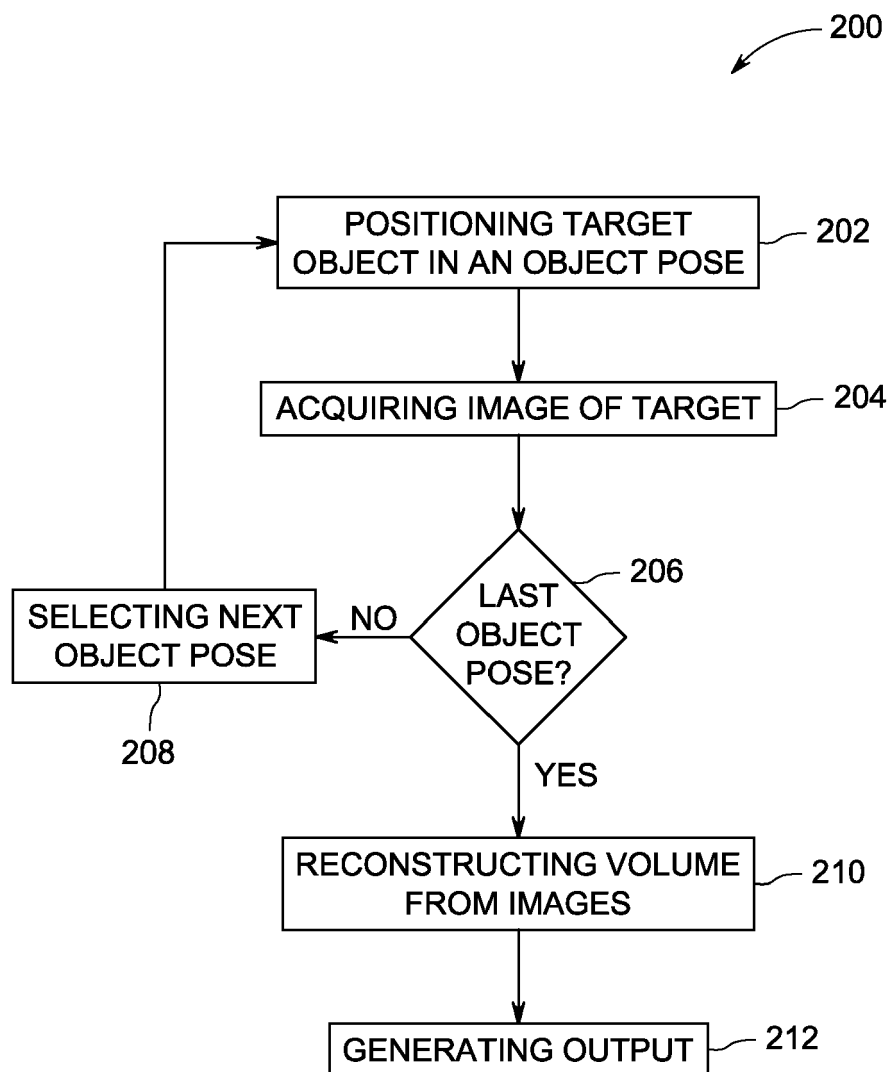 200
POSITIONING TARGET
OBJECT IN AN OBJECT POSE
202
ACQUIRING IMAGE OF TARGET
204
LAST
OBJECT
POSE?
206
NO
SELECTING NEXT
OBJECT POSE
208
YES
RECONSTRUCTING VOLUME
FROM IMAGES
210
GENERATING OUTPUT
212